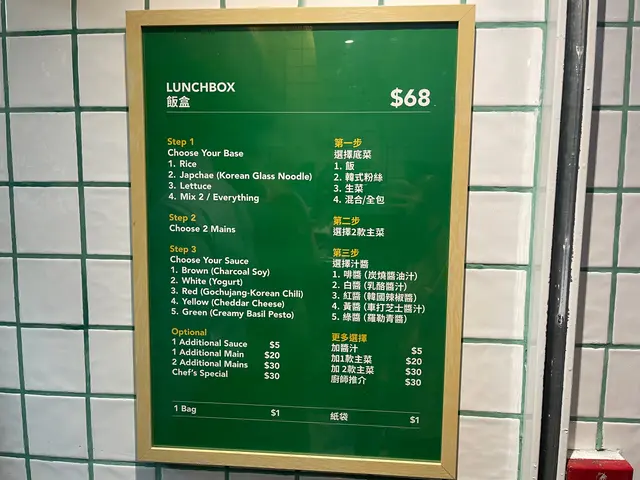 LUNCHBOX
飯盒
$68
Step 1
Choose Your Base
1. Rice
2. Japchae (Korean Glass Noodle)
3. Lettuce
4. Mix 2 / Everything
Step 2
Choose 2 Mains
Step 3
Choose Your Sauce
1. Brown (Charcoal Soy)
2. White (Yogurt)
3. Red (Gochujang-Korean Chili)
4. Yellow (Cheddar Cheese)
5. Green (Creamy Basil Pesto)
Optional
1 Additional Sauce $5
1 Additional Main $20
2 Additional Mains $30
Chef's Special $30
1 Bag $1
第一步
選擇底菜
1. 飯
2. 韓式粉絲
3. 生菜
4. 混合/全包
第二步
選擇2款主菜
第三步
選擇汁醬
1. 啡醬 (炭燒醬油汁)
2. 白醬 (乳酪醬汁)
3. 紅醬 (韓國辣椒醬)
4. 黃醬 (車打芝士醬汁)
5. 綠醬 (羅勒青醬)
更多選擇
加醬汁 $5
加1款主菜 $20
加 2款主菜 $30
廚師推介 $30
紙袋 $1